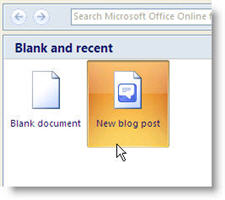 Search Microsoft Office Online f
Blank and recent
Blank document New blog post